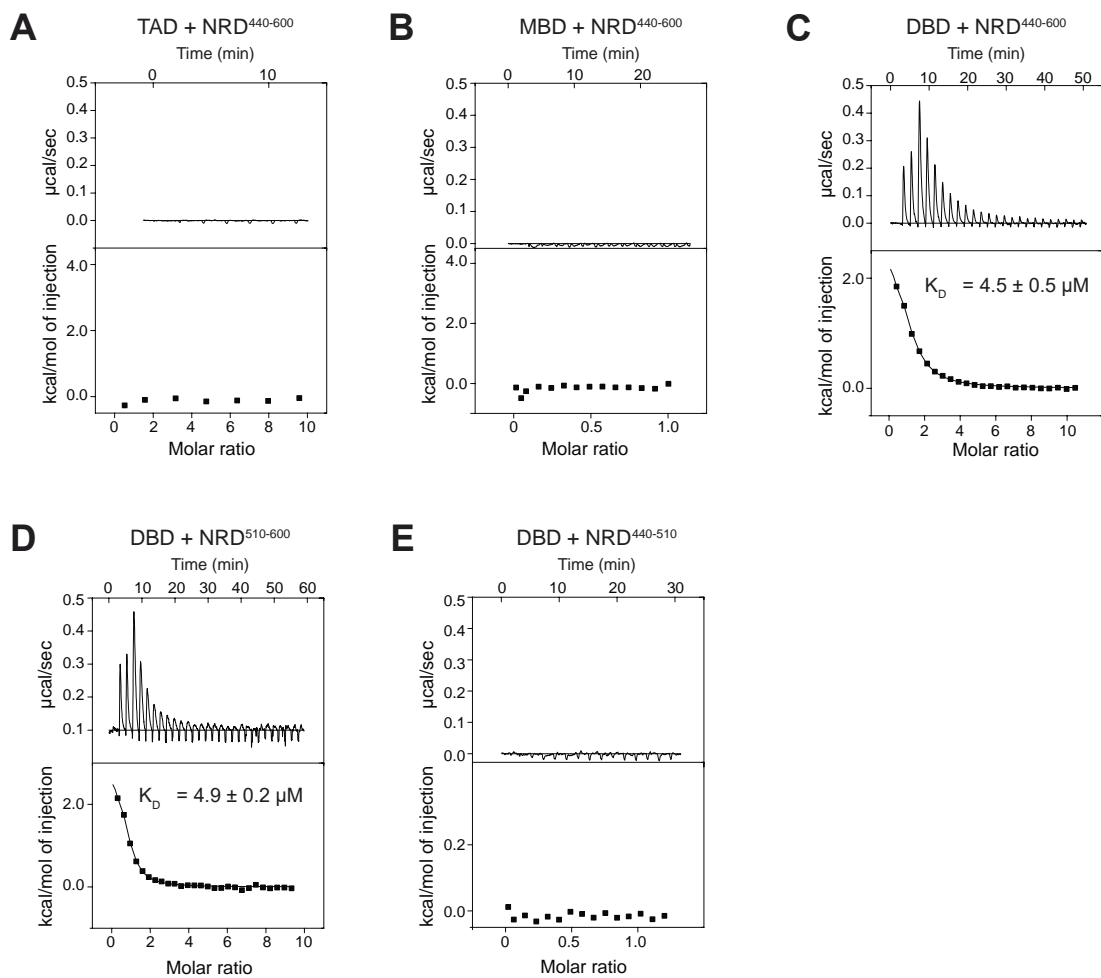 A
TAD + NRD440-600
Time (min)
0 10
0.5
0.4
0.3
0.2
0.1
0.0
µcal/sec
4.0
2.0
0.0
kcal/mol of injection
0 2 4 6 8 10
Molar ratio
B
MBD + NRD440-600
Time (min)
0 10 20
0.5
0.4
0.3
0.2
0.1
0.0
µcal/sec
4.0
2.0
0.0
kcal/mol of injection
0 0.5 1.0
Molar ratio
C
DBD + NRD440-600
Time (min)
0 10 20 30 40 50
0.5
0.4
0.3
0.2
0.1
0.0
µcal/sec
KD = 4.5 ± 0.5 µM
2.0
0.0
kcal/mol of injection
0 2 4 6 8 10
Molar ratio
D
DBD + NRD510-600
Time (min)
0 10 20 30 40 50 60
0.5
0.4
0.3
0.2
0.1
µcal/sec
KD = 4.9 ± 0.2 µM
2.0
0.0
kcal/mol of injection
0 2 4 6 8 10
Molar ratio
E
DBD + NRD440-510
Time (min)
0 10 20 30
0.5
0.4
0.3
0.2
0.1
0.0
µcal/sec
0.2
0.0
kcal/mol of injection
0 0.5 1.0
Molar ratio